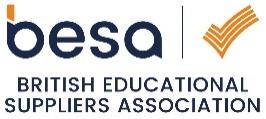 besa
BRITISH EDUCATIONAL
SUPPLIERS ASSOCIATION